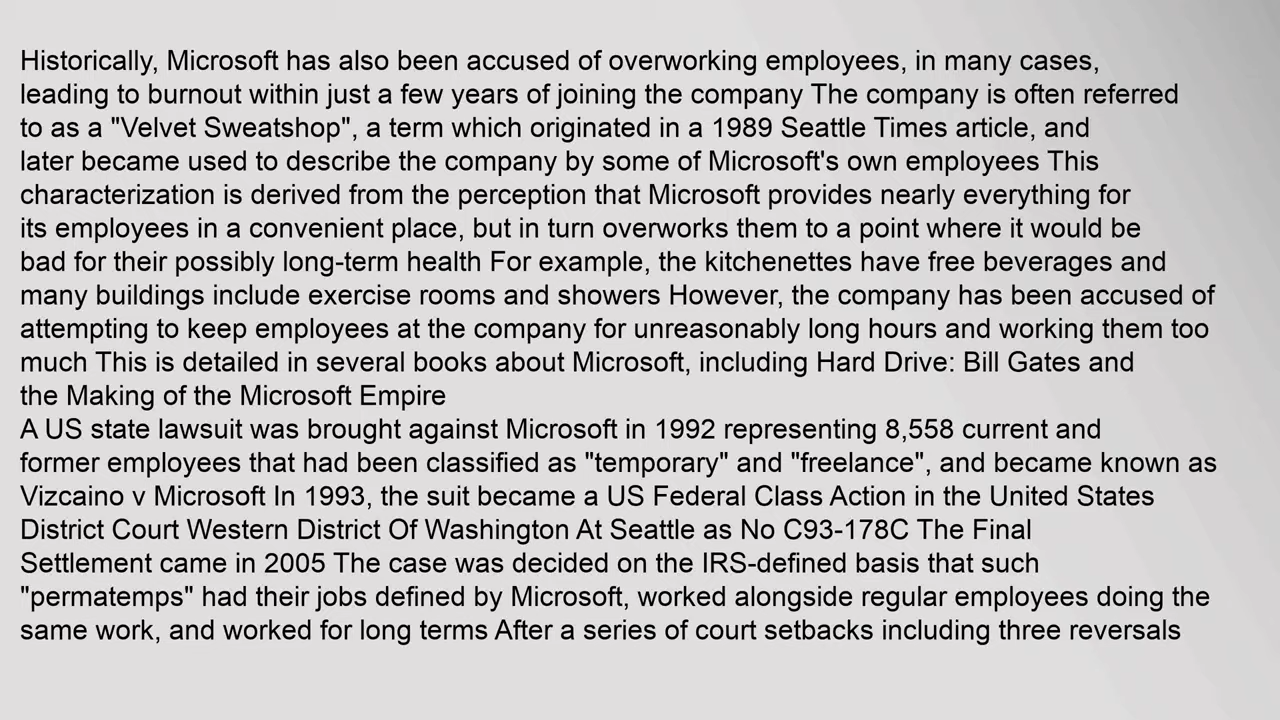 Historically, Microsoft has also been accused of overworking employees, in many cases,
leading to burnout within just a few years of joining the company The company is often referred
to as a "Velvet Sweatshop", a term which originated in a 1989 Seattle Times article, and
later became used to describe the company by some of Microsoft's own employees This
characterization is derived from the perception that Microsoft provides nearly everything for
its employees in a convenient place, but in turn overworks them to a point where it would be
bad for their possibly long-term health For example, the kitchenettes have free beverages and
many buildings include exercise rooms and showers However, the company has been accused of
attempting to keep employees at the company for unreasonably long hours and working them too
much This is detailed in several books about Microsoft, including Hard Drive: Bill Gates and
the Making of the Microsoft Empire
A US state lawsuit was brought against Microsoft in 1992 representing 8,558 current and
former employees that had been classified as "temporary" and "freelance", and became known as
Vizcaino v Microsoft In 1993, the suit became a US Federal Class Action in the United States
District Court Western District Of Washington At Seattle as No C93-178C The Final
Settlement came in 2005 The case was decided on the IRS-defined basis that such
"permatemps" had their jobs defined by Microsoft, worked alongside regular employees doing the
same work, and worked for long terms After a series of court setbacks including three reversals